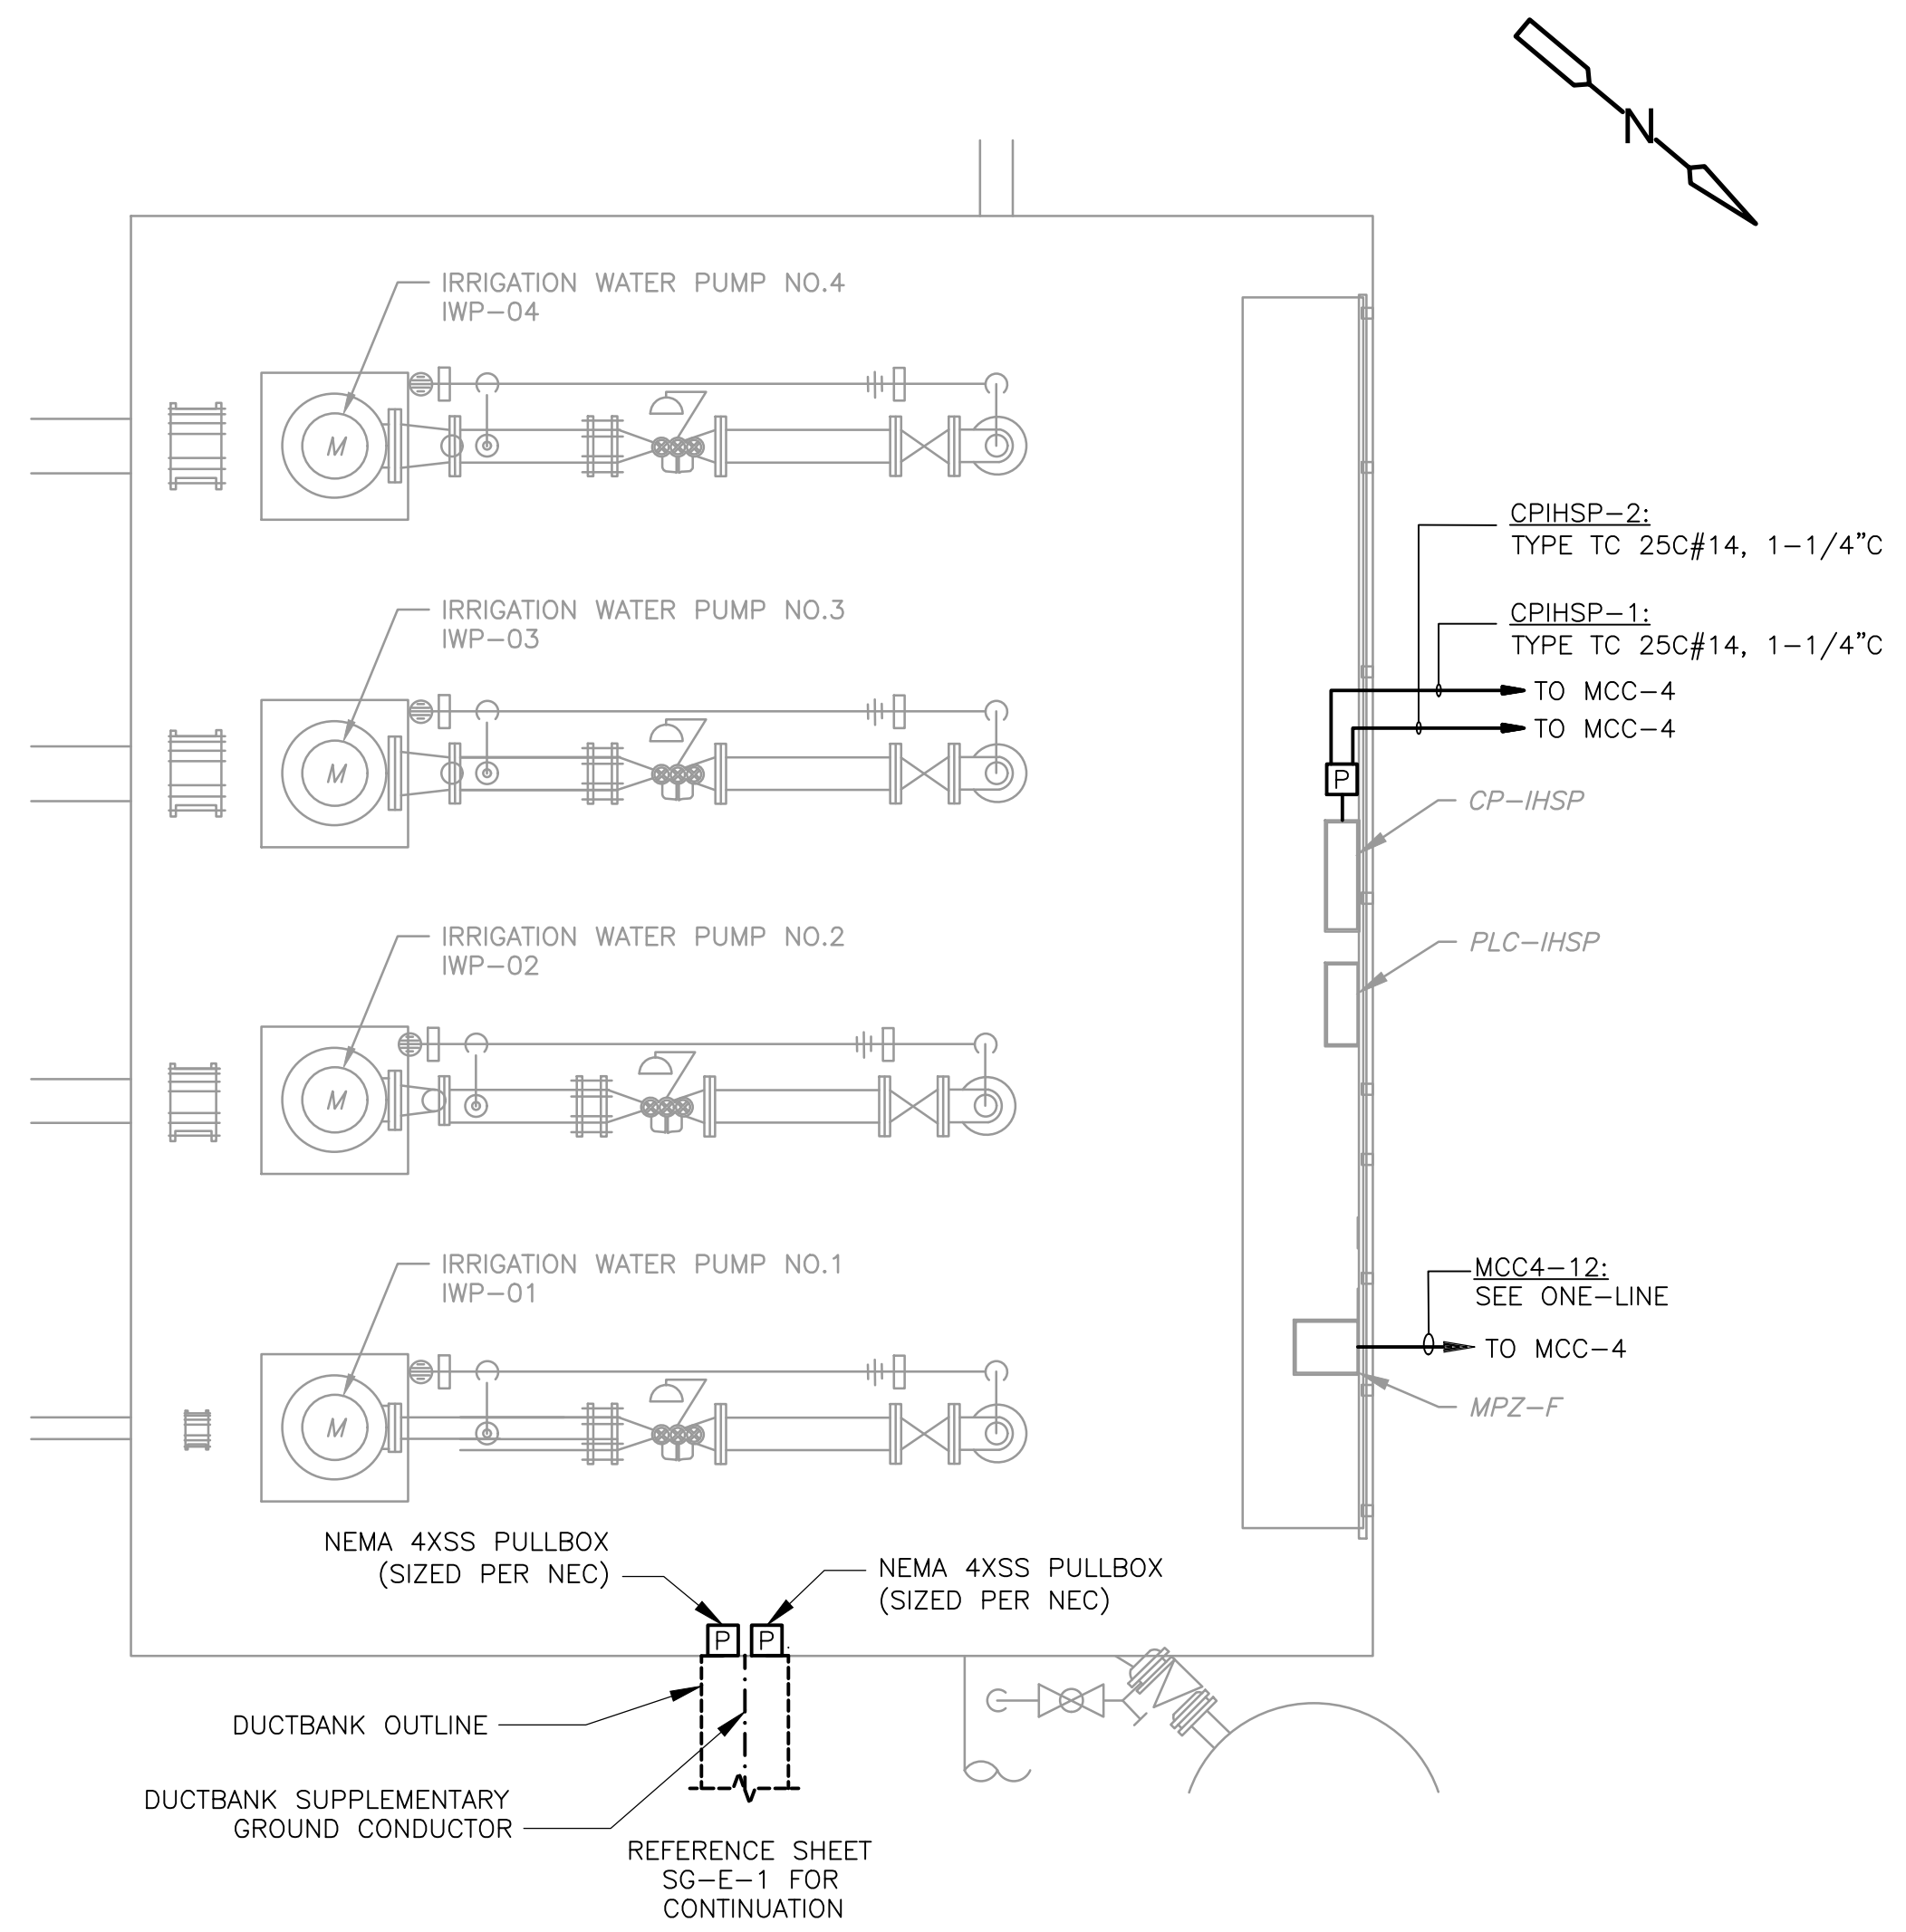 N
IRRIGATION WATER PUMP NO.4
IWP-04
M
CPIHSP-2:
TYPE TC 25C#14, 1-1/4"C
CPIHSP-1:
TYPE TC 25C#14, 1-1/4"C
TO MCC-4
TO MCC-4
IRRIGATION WATER PUMP NO.3
IWP-03
M
P
CP-IHSP
PLC-IHSP
IRRIGATION WATER PUMP NO.2
IWP-02
M
MCC4-12:
SEE ONE-LINE
TO MCC-4
MPZ-F
IRRIGATION WATER PUMP NO.1
IWP-01
M
NEMA 4XSS PULLBOX
(SIZED PER NEC)
NEMA 4XSS PULLBOX
(SIZED PER NEC)
P
P
DUCTBANK OUTLINE
DUCTBANK SUPPLEMENTARY
GROUND CONDUCTOR
REFERENCE SHEET
SG-E-1 FOR
CONTINUATION